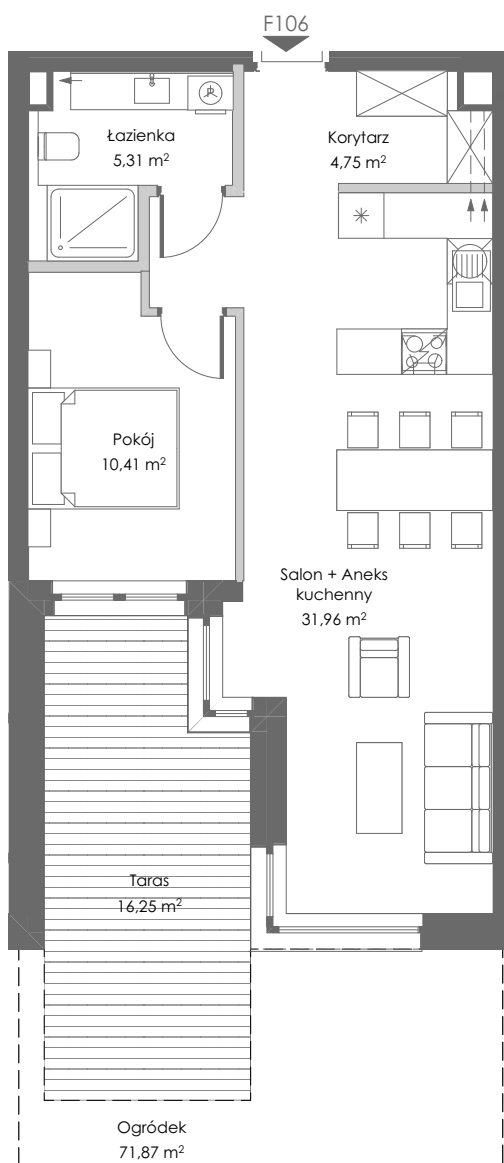 F106
Łazienka
5,31 m²
Korytarz
4,75 m²
Pokój
10,41 m²
Salon + Aneks
kuchenny
31,96 m²
Taras
16,25 m²
Ogródek
71,87 m²